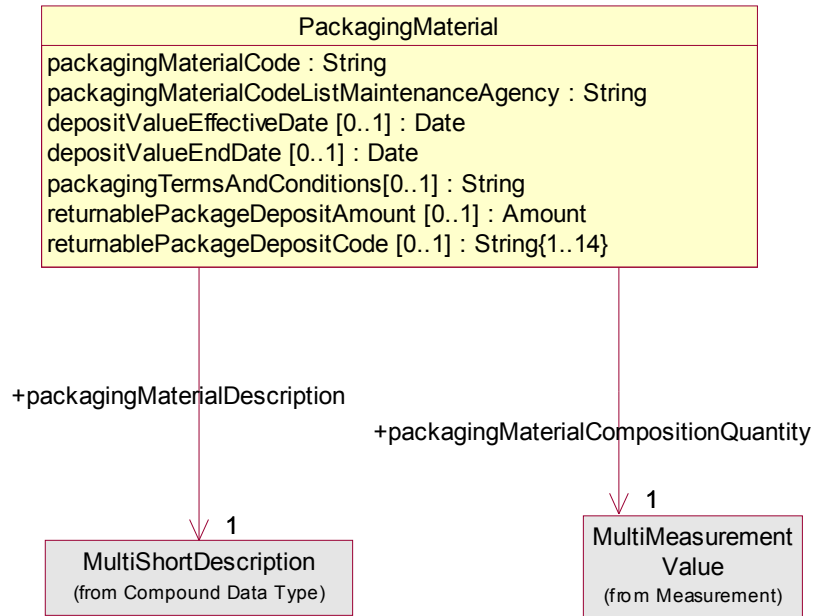 PackagingMaterial
packagingMaterialCode : String
packagingMaterialCodeListMaintenanceAgency : String
depositValueEffectiveDate [0..1] : Date
depositValueEndDate [0..1] : Date
packagingTermsAndConditions[0..1] : String
returnablePackageDepositAmount [0..1] : Amount
returnablePackageDepositCode [0..1] : String{1..14}
+packagingMaterialDescription
+packagingMaterialCompositionQuantity
1
1
MultiShortDescription
(from Compound Data Type)
MultiMeasurement
Value
(from Measurement)